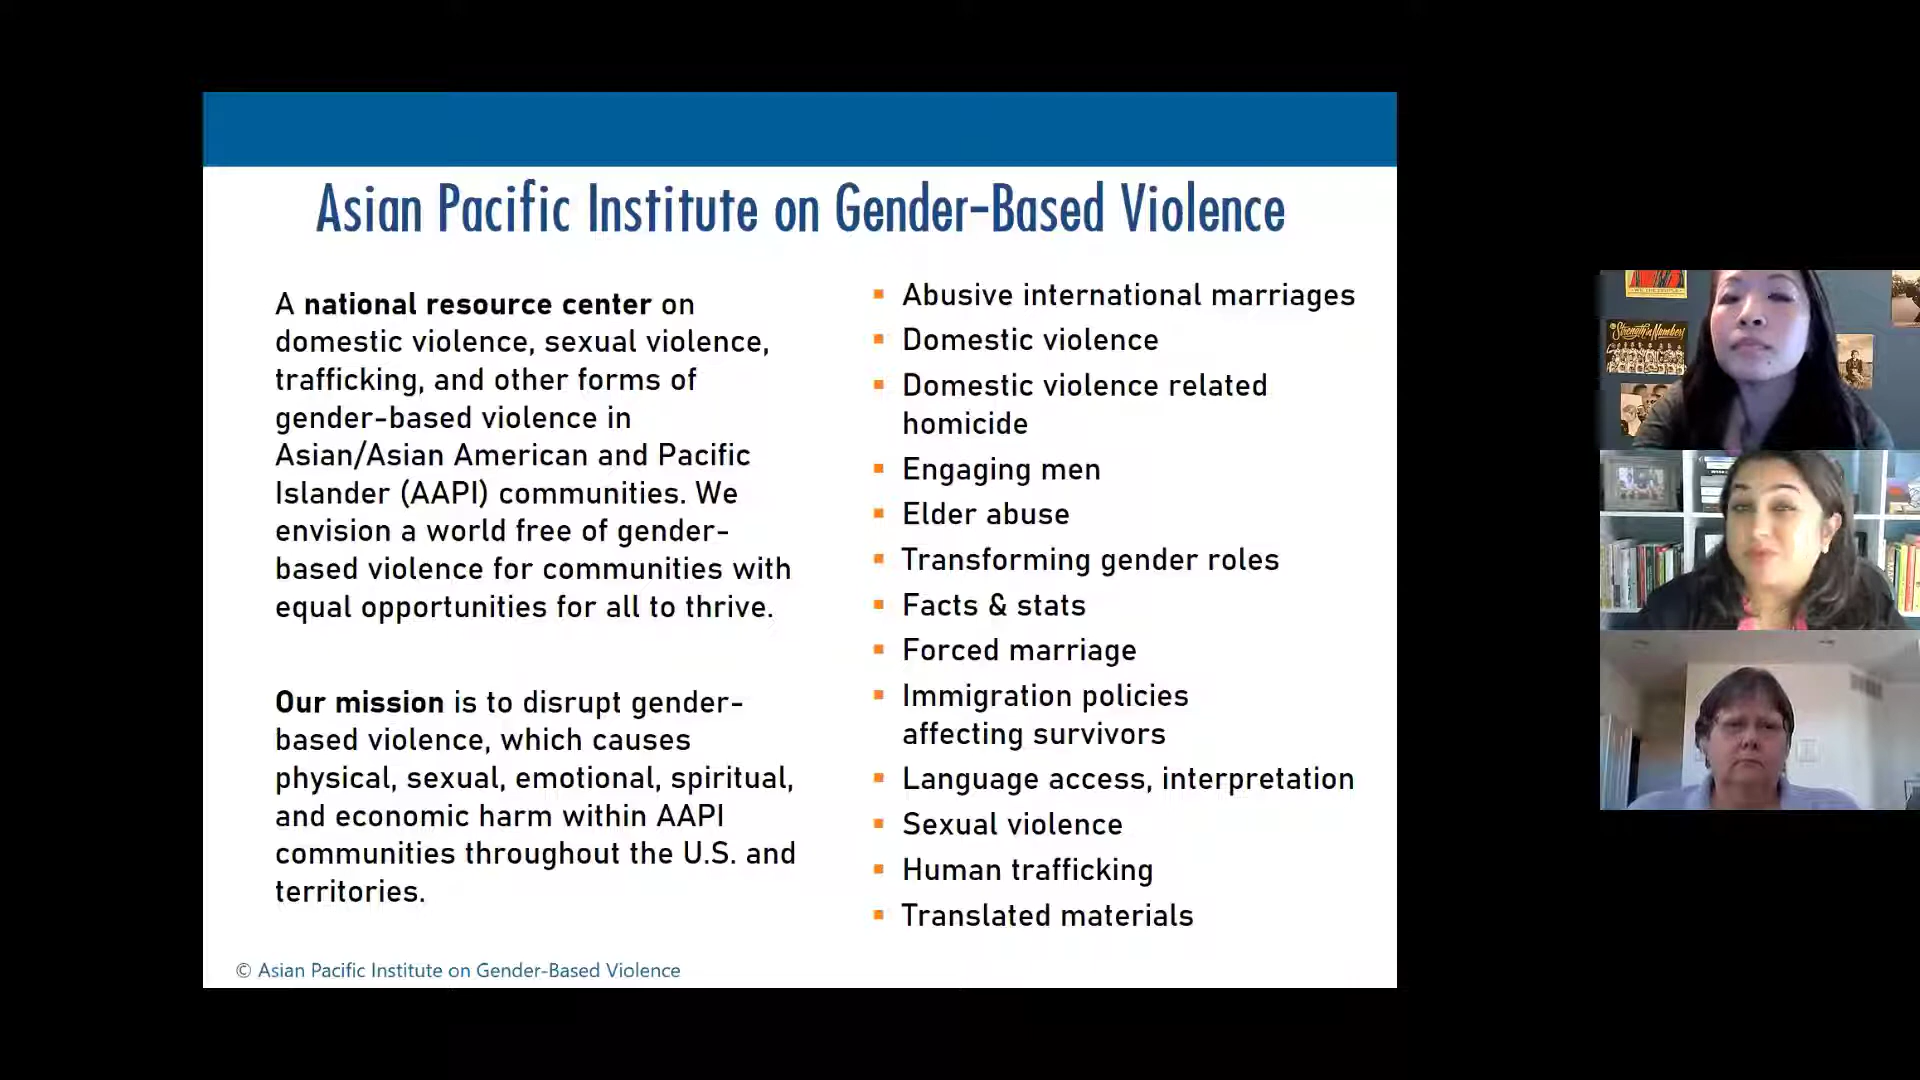 Asian Pacific Institute on Gender-Based Violence
A national resource center on
domestic violence, sexual violence,
trafficking, and other forms of
gender-based violence in
Asian/Asian American and Pacific
Islander (AAPI) communities. We
envision a world free of gender-
based violence for communities with
equal opportunities for all to thrive.
Our mission is to disrupt gender-
based violence, which causes
physical, sexual, emotional, spiritual,
and economic harm within AAPI
communities throughout the U.S. and
territories.
Abusive international marriages
Domestic violence
Domestic violence related
homicide
Engaging men
Elder abuse
Transforming gender roles
Facts & stats
Forced marriage
Immigration policies
affecting survivors
Language access, interpretation
Sexual violence
Human trafficking
Translated materials
© Asian Pacific Institute on Gender-Based Violence
Strength in Numbers